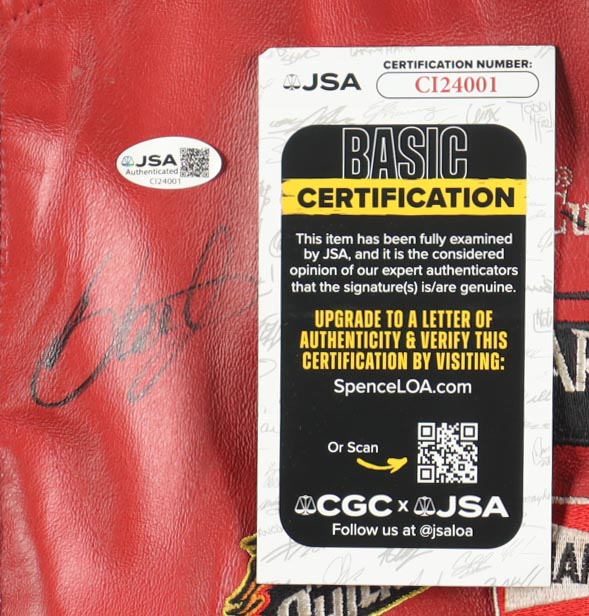 JSA
CERTIFICATION NUMBER:
CI24001
JSA
Authenticated
CI24001
BASIC
CERTIFICATION
This item has been fully examined
by JSA, and it is the considered
opinion of our expert authenticators
that the signature(s) is/are genuine.
UPGRADE TO A LETTER OF
AUTHENTICITY & VERIFY THIS
CERTIFICATION BY VISITING:
SpenceLOA.com
Or Scan
CGC x JSA
Follow us at @jsaloa